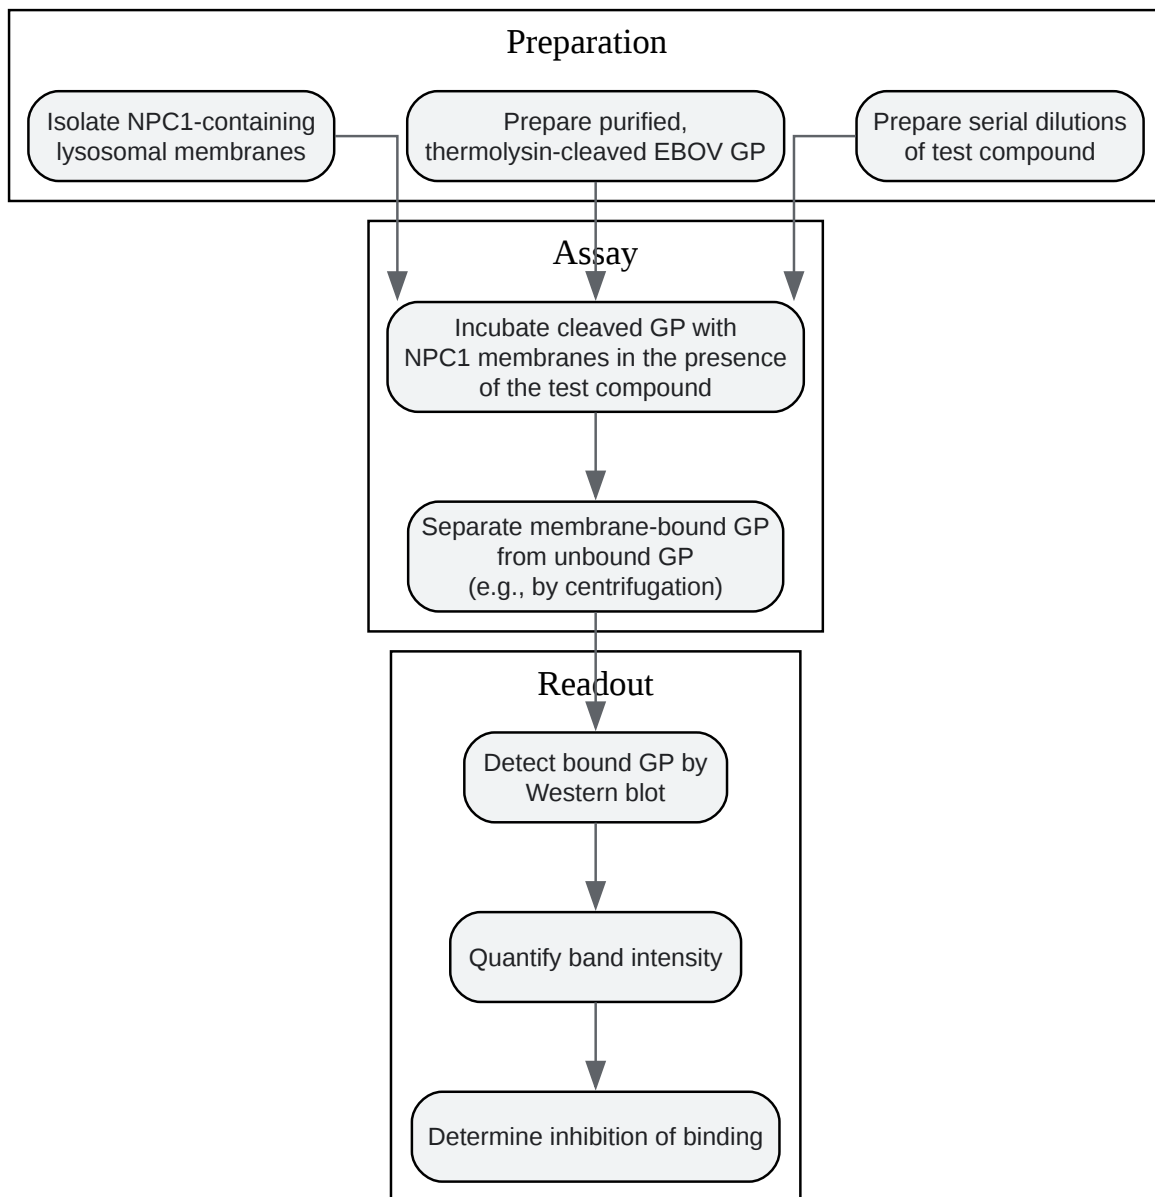 Preparation
Isolate NPC1-containing
lysosomal membranes
Prepare purified,
thermolysin-cleaved EBOV GP
Prepare serial dilutions
of test compound
Assay
Incubate cleaved GP with
NPC1 membranes in the presence
of the test compound
Separate membrane-bound GP
from unbound GP
(e.g., by centrifugation)
Readout
Detect bound GP by
Western blot
Quantify band intensity
Determine inhibition of binding